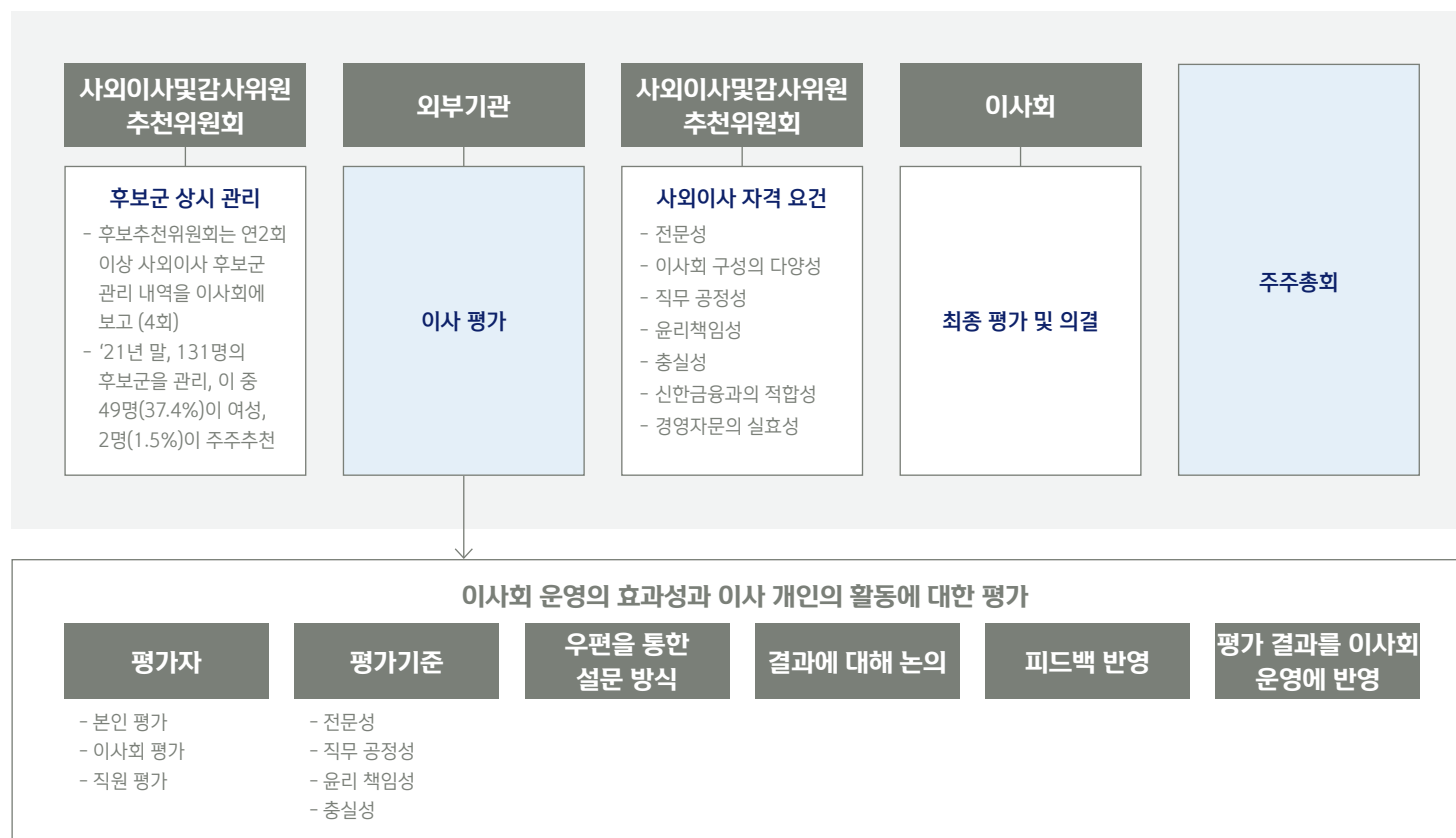 사외이사및감사위원
추천위원회
후보군 상시 관리
- 후보추천위원회는 연2회
이상 사외이사 후보군
관리 내역을 이사회에
보고 (4회)
- ‘21년 말, 131명의
후보군을 관리, 이 중
49명(37.4%)이 여성,
2명(1.5%)이 주주추천
외부기관
이사 평가
사외이사및감사위원
추천위원회
사외이사 자격 요건
- 전문성
- 이사회 구성의 다양성
- 직무 공정성
- 윤리책임성
- 충실성
- 신한금융과의 적합성
- 경영자문의 실효성
이사회
최종 평가 및 의결
주주총회
이사회 운영의 효과성과 이사 개인의 활동에 대한 평가
평가자
- 본인 평가
- 이사회 평가
- 직원 평가
평가기준
- 전문성
- 직무 공정성
- 윤리 책임성
- 충실성
우편을 통한
설문 방식
결과에 대해 논의
피드백 반영
평가 결과를 이사회
운영에 반영